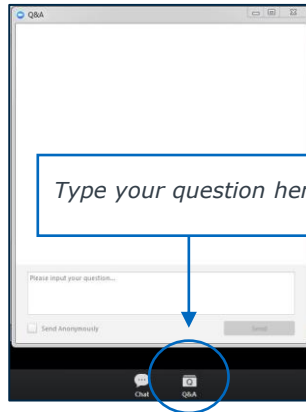 Q&A
Type your question her
Please input your question...
Send Anonymously
Send
Chat
Q&A